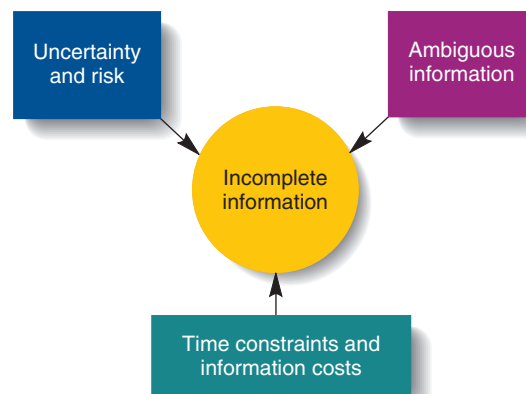 Uncertainty
and risk
Ambiguous
information
Incomplete
information
Time constraints and
information costs